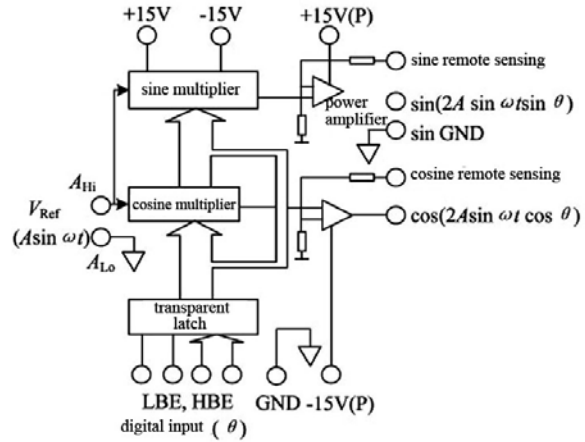 +15V -15V +15V(P)
sine remote sensing
sine multiplier
power
amplifier
sin(2A sin ωtsin θ)
sin GND
cosine remote sensing
A_Hi
V_Ref
cosine multiplier
cos(2Asin ωt cos θ)
(Asin ωt)
A_Lo
transparent
latch
LBE, HBE GND -15V(P)
digital input (θ)